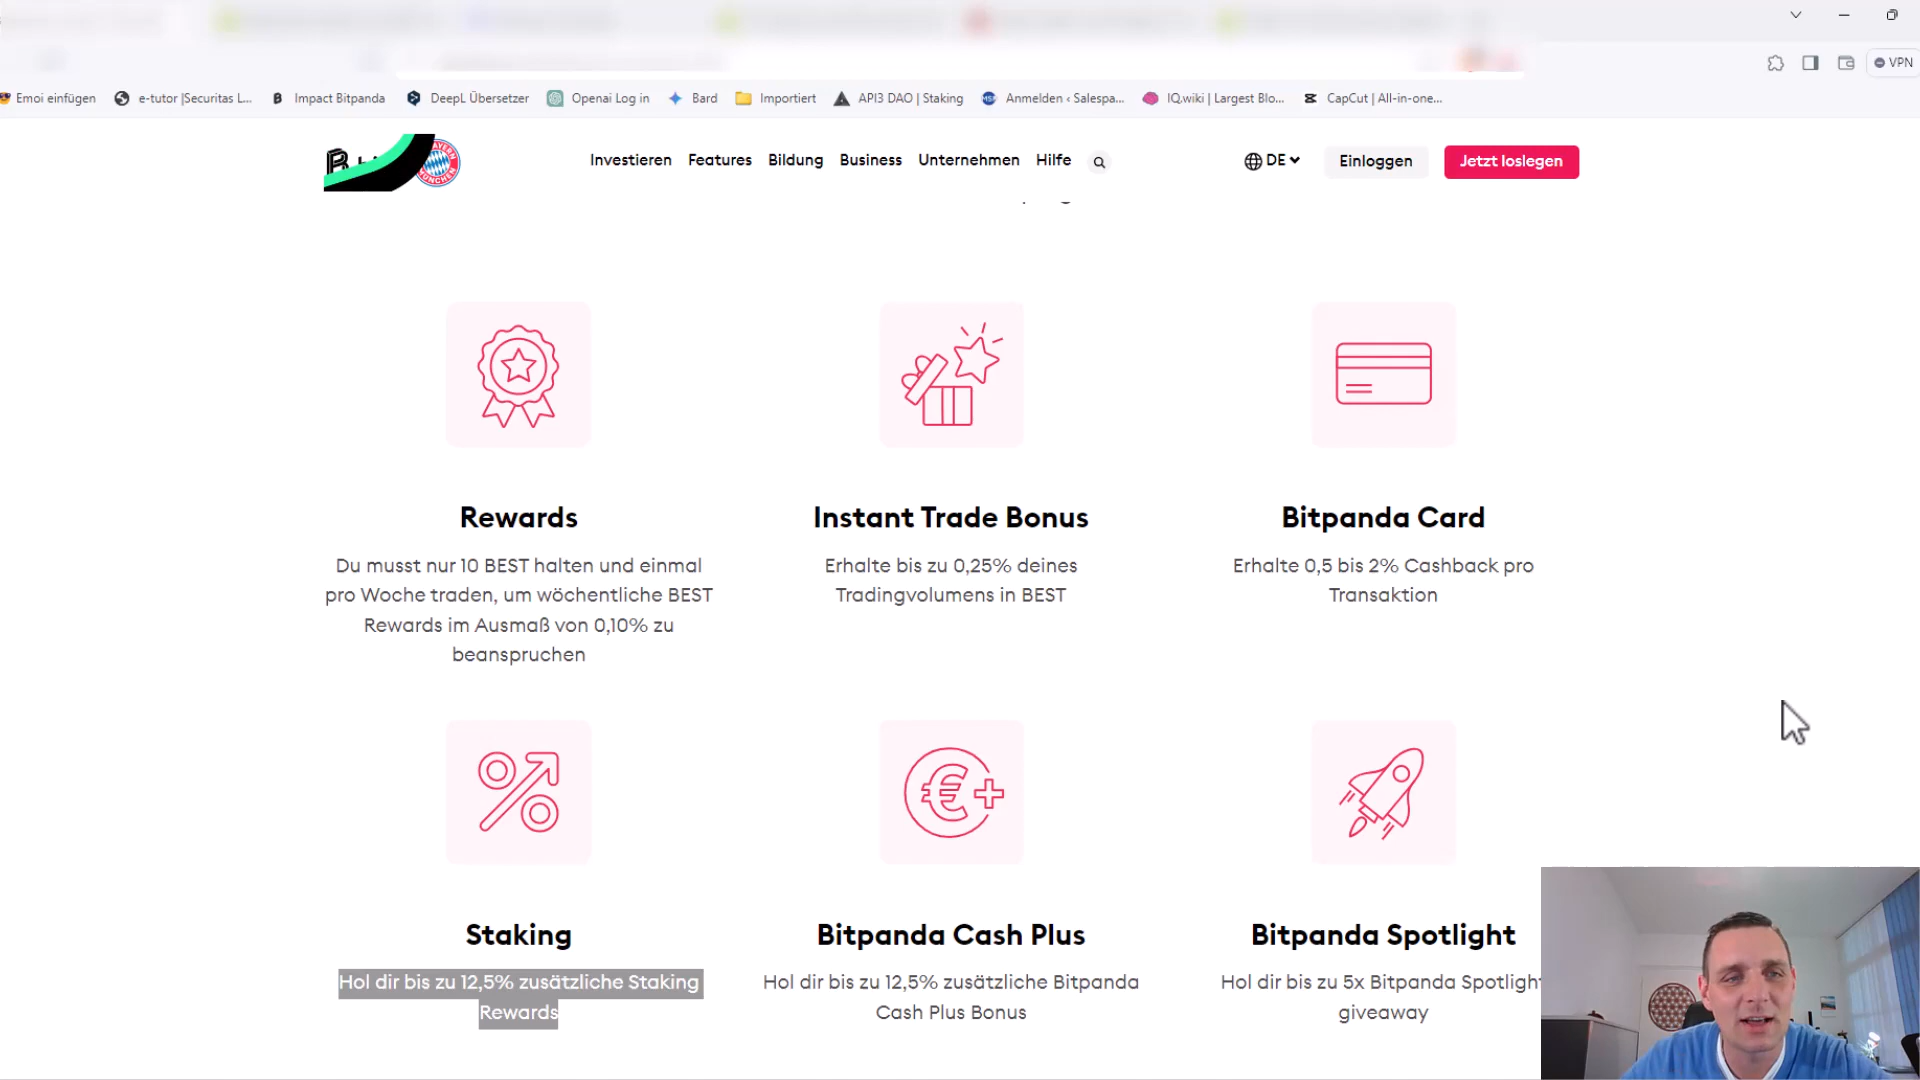 VPN
Emoi einfügen e-tutor |Securitas L... Impact Bitpanda DeepL Übersetzer Openai Log in Bard Importiert API3 DAO | Staking Anmelden ‹ Salespa... IQ.wiki | Largest Blo... CapCut | All-in-one...
Investieren Features Bildung Business Unternehmen Hilfe DE Einloggen Jetzt loslegen
Rewards
Du musst nur 10 BEST halten und einmal
pro Woche traden, um wöchentliche BEST
Rewards im Ausmaß von 0,10% zu
beanspruchen
Instant Trade Bonus
Erhalte bis zu 0,25% deines
Tradingvolumens in BEST
Bitpanda Card
Erhalte 0,5 bis 2% Cashback pro
Transaktion
Staking
Hol dir bis zu 12,5% zusätzliche Staking
Rewards
Bitpanda Cash Plus
Hol dir bis zu 12,5% zusätzliche Bitpanda
Cash Plus Bonus
Bitpanda Spotlight
Hol dir bis zu 5x Bitpanda Spotlight
giveaway